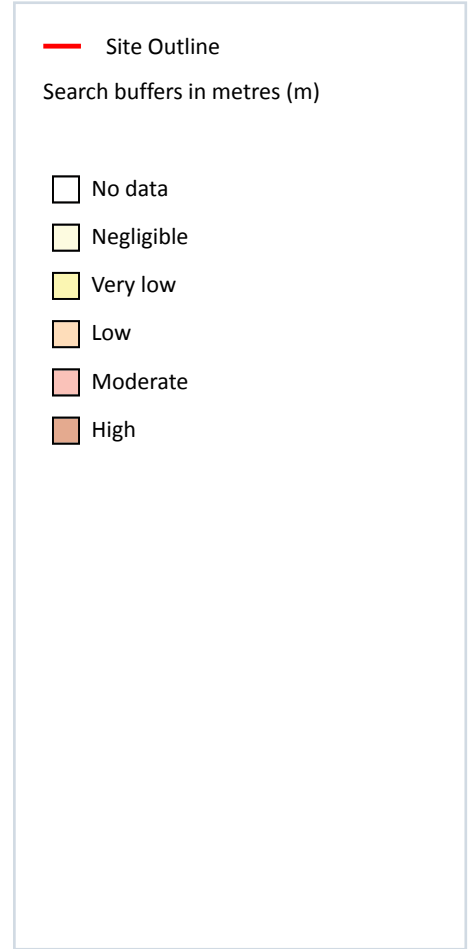 Site Outline
Search buffers in metres (m)
No data
Negligible
Very low
Low
Moderate
High